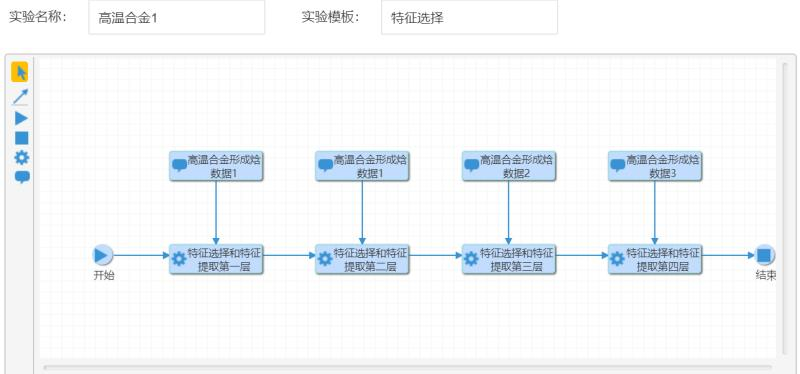 实验名称： 高温合金1 实验模板： 特征选择
高温合金形成焓
数据1
高温合金形成焓
数据1
高温合金形成焓
数据2
高温合金形成焓
数据3
开始
特征选择和特征
提取第一层
特征选择和特征
提取第二层
特征选择和特征
提取第三层
特征选择和特征
提取第四层
结束